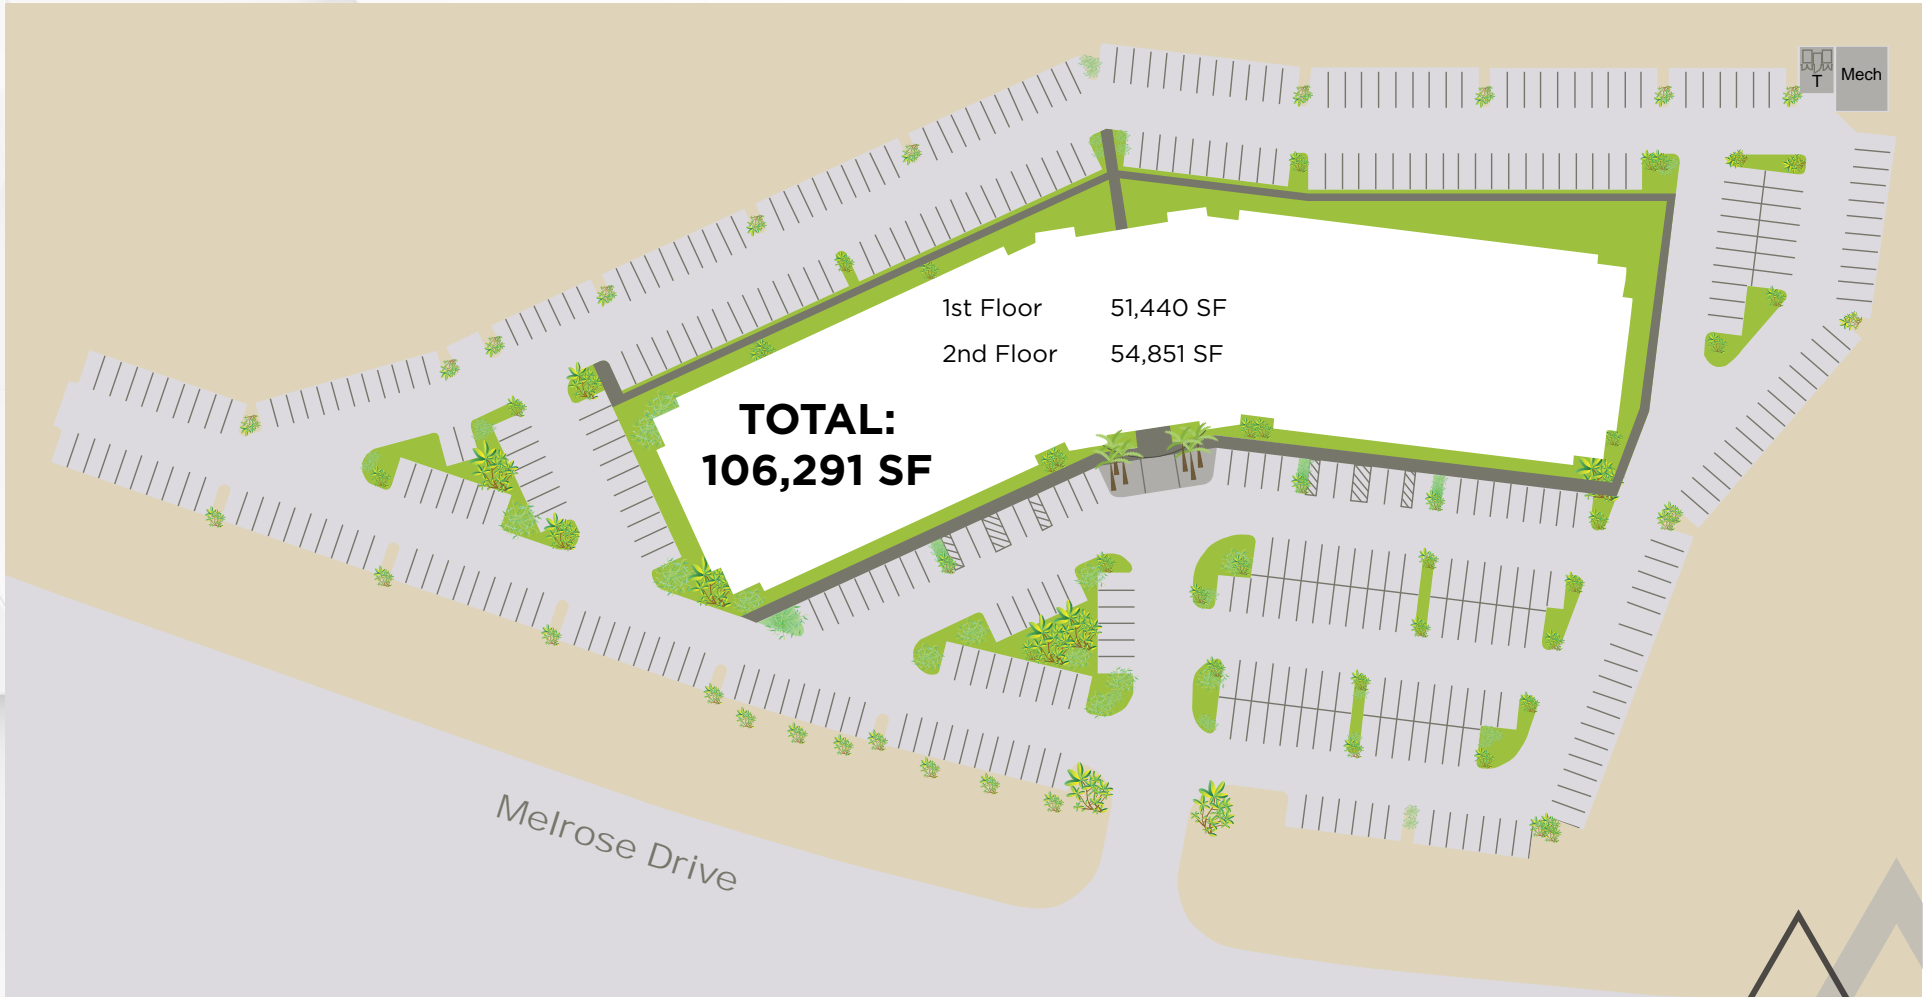 T
Mech
1st Floor 51,440 SF
2nd Floor 54,851 SF
TOTAL:
106,291 SF
Melrose Drive